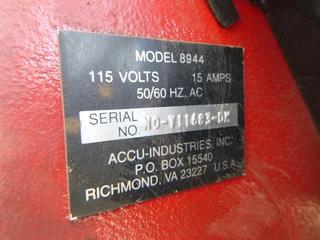 MODEL 8944
115 VOLTS 15 AMPS
50/60 HZ. AC
SERIAL
NO.
ACCU-INDUSTRIES, INC.
P.O. BOX 15540
RICHMOND, VA 23227 U.S.A.